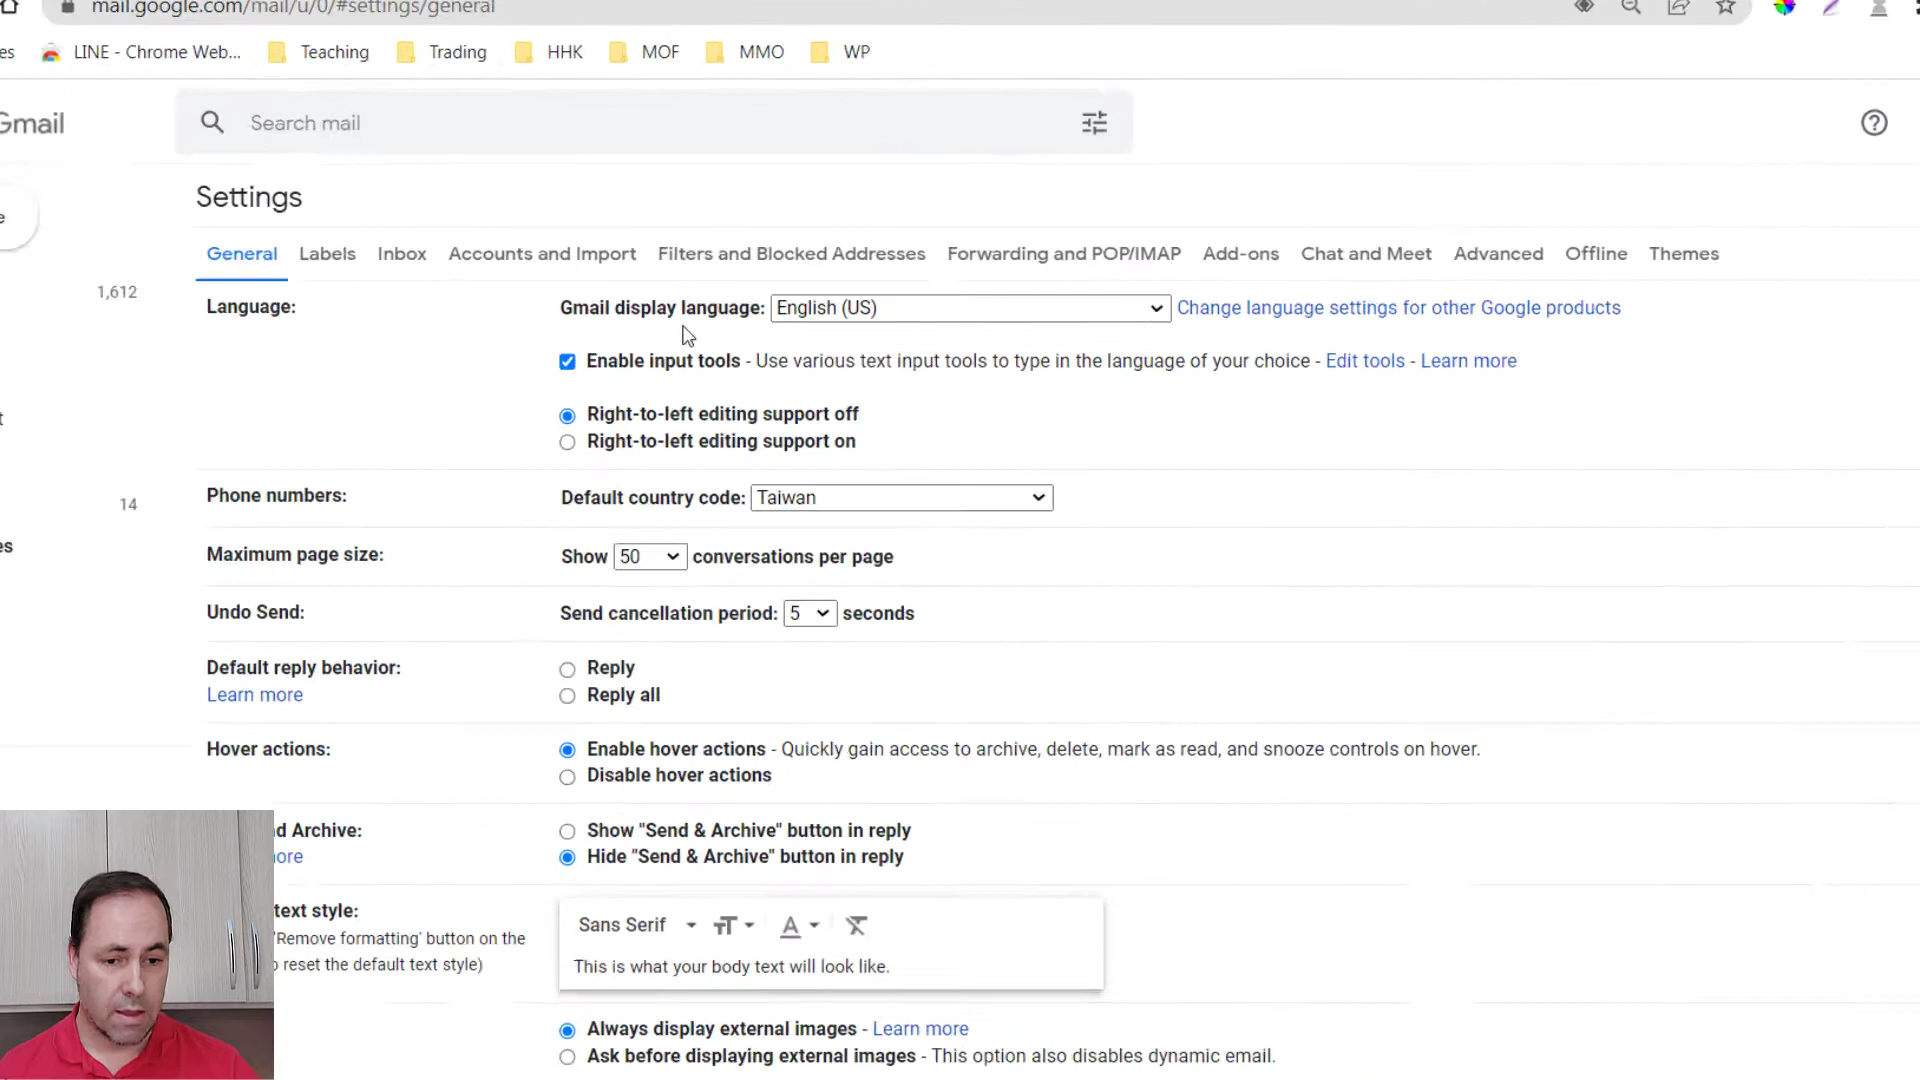 mail.google.com/mail/u/0/#settings/general
es LINE - Chrome Web... Teaching Trading HHK MOF MMO WP
Gmail Search mail
Settings
e
General Labels Inbox Accounts and Import Filters and Blocked Addresses Forwarding and POP/IMAP Add-ons Chat and Meet Advanced Offline Themes
1,612
Language: Gmail display language: English (US) Change language settings for other Google products
Enable input tools - Use various text input tools to type in the language of your choice - Edit tools - Learn more
t Right-to-left editing support off
Right-to-left editing support on
14 Phone numbers: Default country code: Taiwan
es Maximum page size: Show 50 conversations per page
Undo Send: Send cancellation period: 5 seconds
Default reply behavior: Reply
Learn more Reply all
Hover actions: Enable hover actions - Quickly gain access to archive, delete, mark as read, and snooze controls on hover.
Disable hover actions
d Archive: Show "Send & Archive" button in reply
ore Hide "Send & Archive" button in reply
text style: Sans Serif
'Remove formatting' button on the
o reset the default text style) This is what your body text will look like.
Always display external images - Learn more
Ask before displaying external images - This option also disables dynamic email.